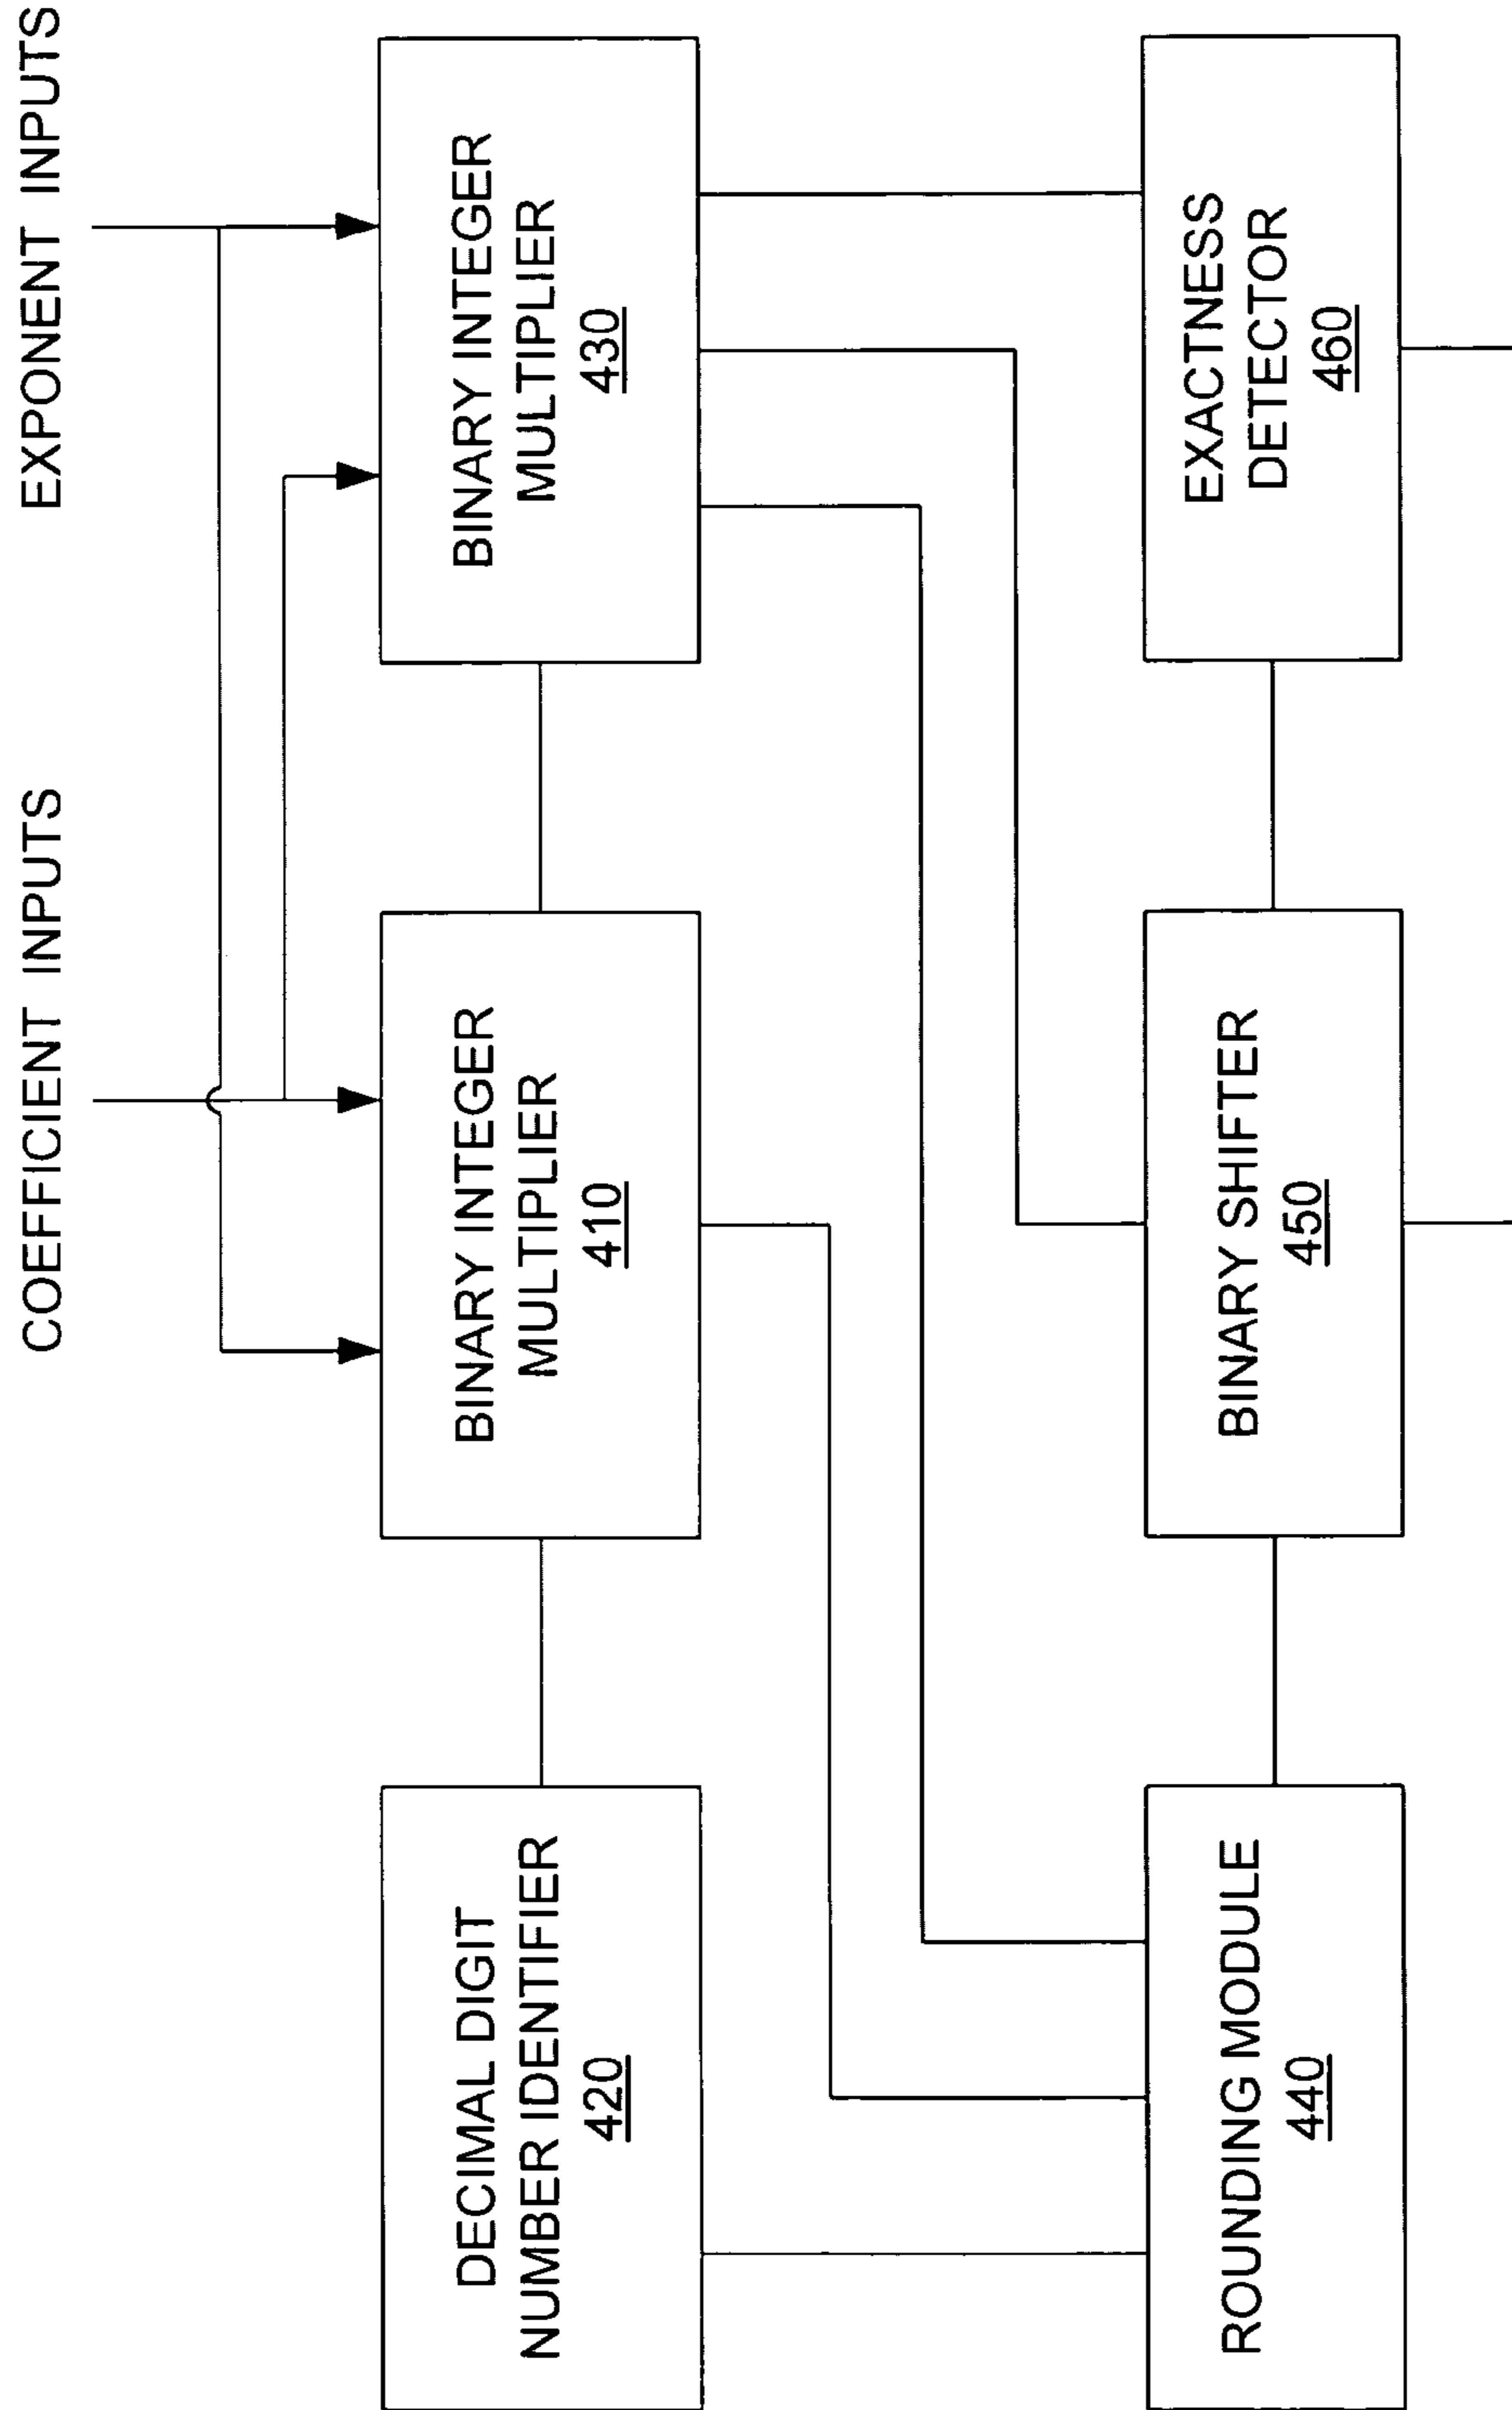 COEFFICIENT INPUTS
EXPONENT INPUTS
DECIMAL DIGIT
NUMBER IDENTIFIER
420
BINARY INTEGER
MULTIPLIER
410
BINARY INTEGER
MULTIPLIER
430
ROUNDING MODULE
440
BINARY SHIFTER
450
EXACTNESS
DETECTOR
460